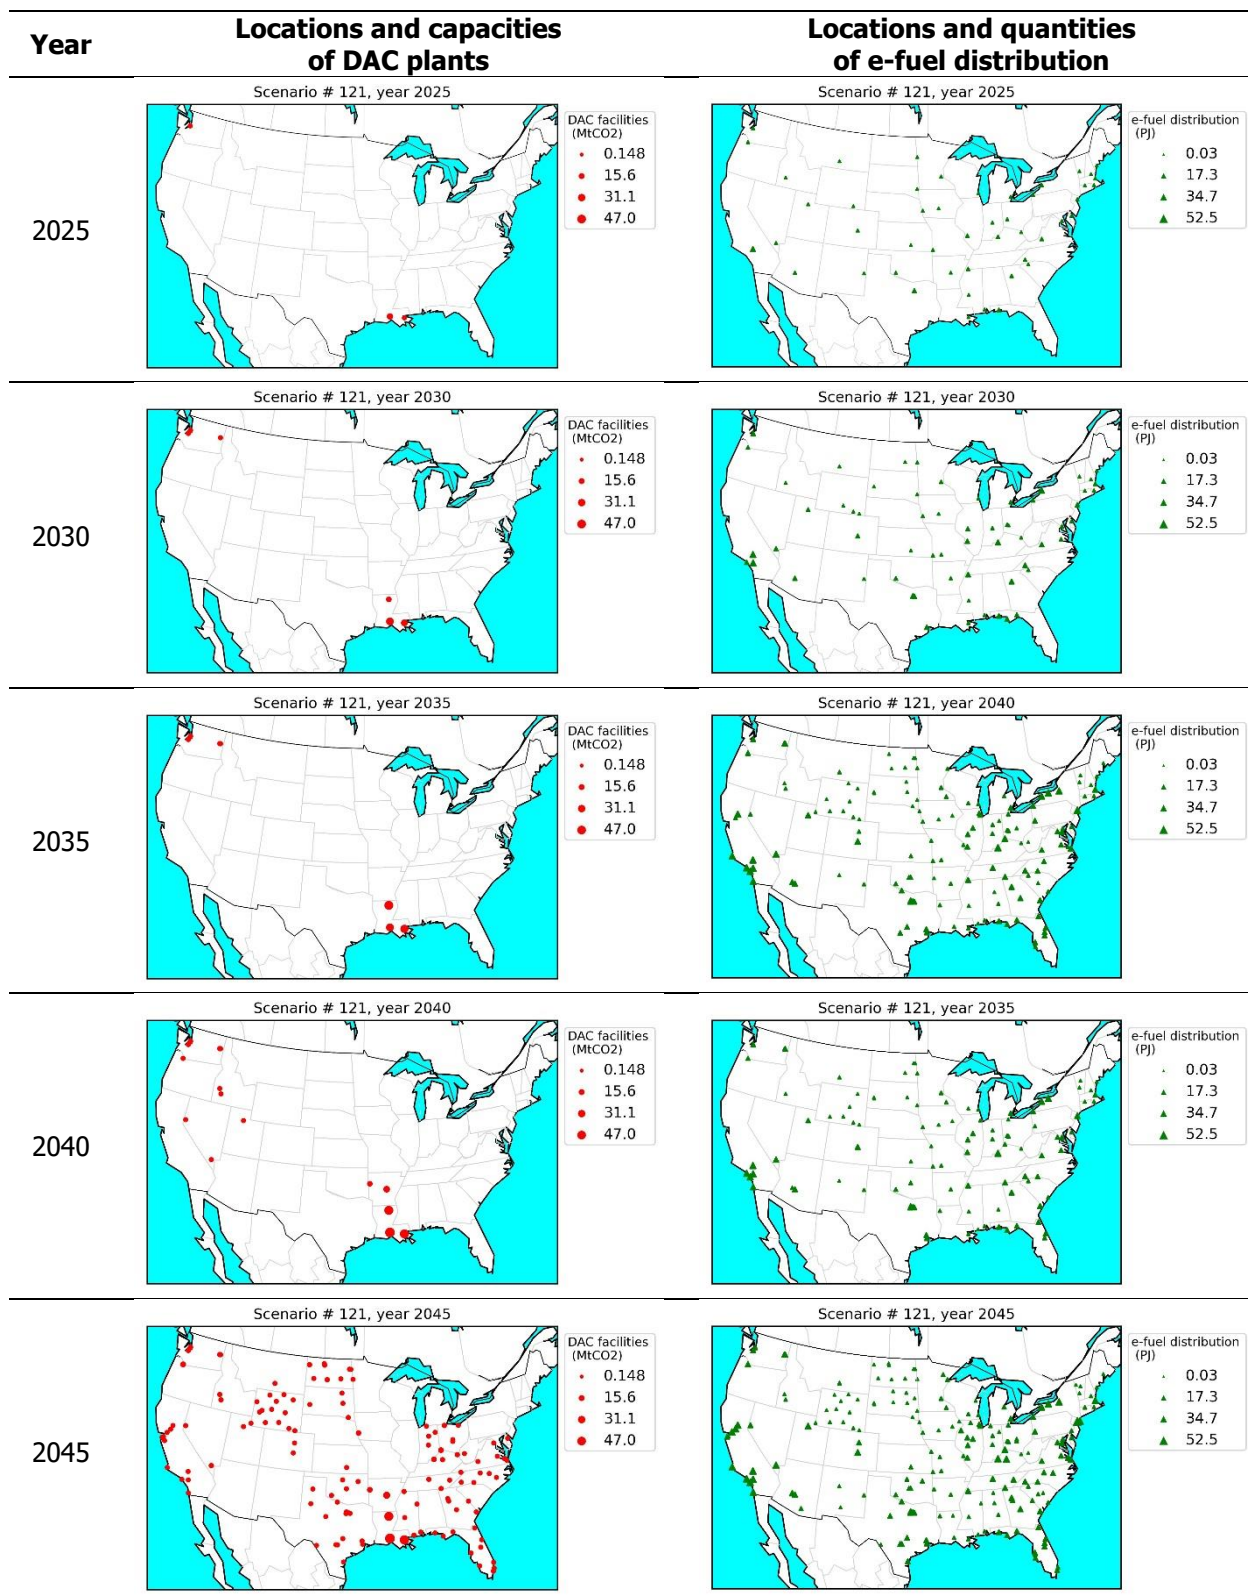 Year
Locations and capacities
of DAC plants
Locations and quantities
of e-fuel distribution
2025
Scenario # 121, year 2025
DAC facilities
(MtCO2)
0.148
15.6
31.1
47.0
Scenario # 121, year 2025
e-fuel distribution
(PJ)
0.03
17.3
34.7
52.5
2030
Scenario # 121, year 2030
DAC facilities
(MtCO2)
0.148
15.6
31.1
47.0
Scenario # 121, year 2030
e-fuel distribution
(PJ)
0.03
17.3
34.7
52.5
2035
Scenario # 121, year 2035
DAC facilities
(MtCO2)
0.148
15.6
31.1
47.0
Scenario # 121, year 2040
e-fuel distribution
(PJ)
0.03
17.3
34.7
52.5
2040
Scenario # 121, year 2040
DAC facilities
(MtCO2)
0.148
15.6
31.1
47.0
Scenario # 121, year 2035
e-fuel distribution
(PJ)
0.03
17.3
34.7
52.5
2045
Scenario # 121, year 2045
DAC facilities
(MtCO2)
0.148
15.6
31.1
47.0
Scenario # 121, year 2045
e-fuel distribution
(PJ)
0.03
17.3
34.7
52.5